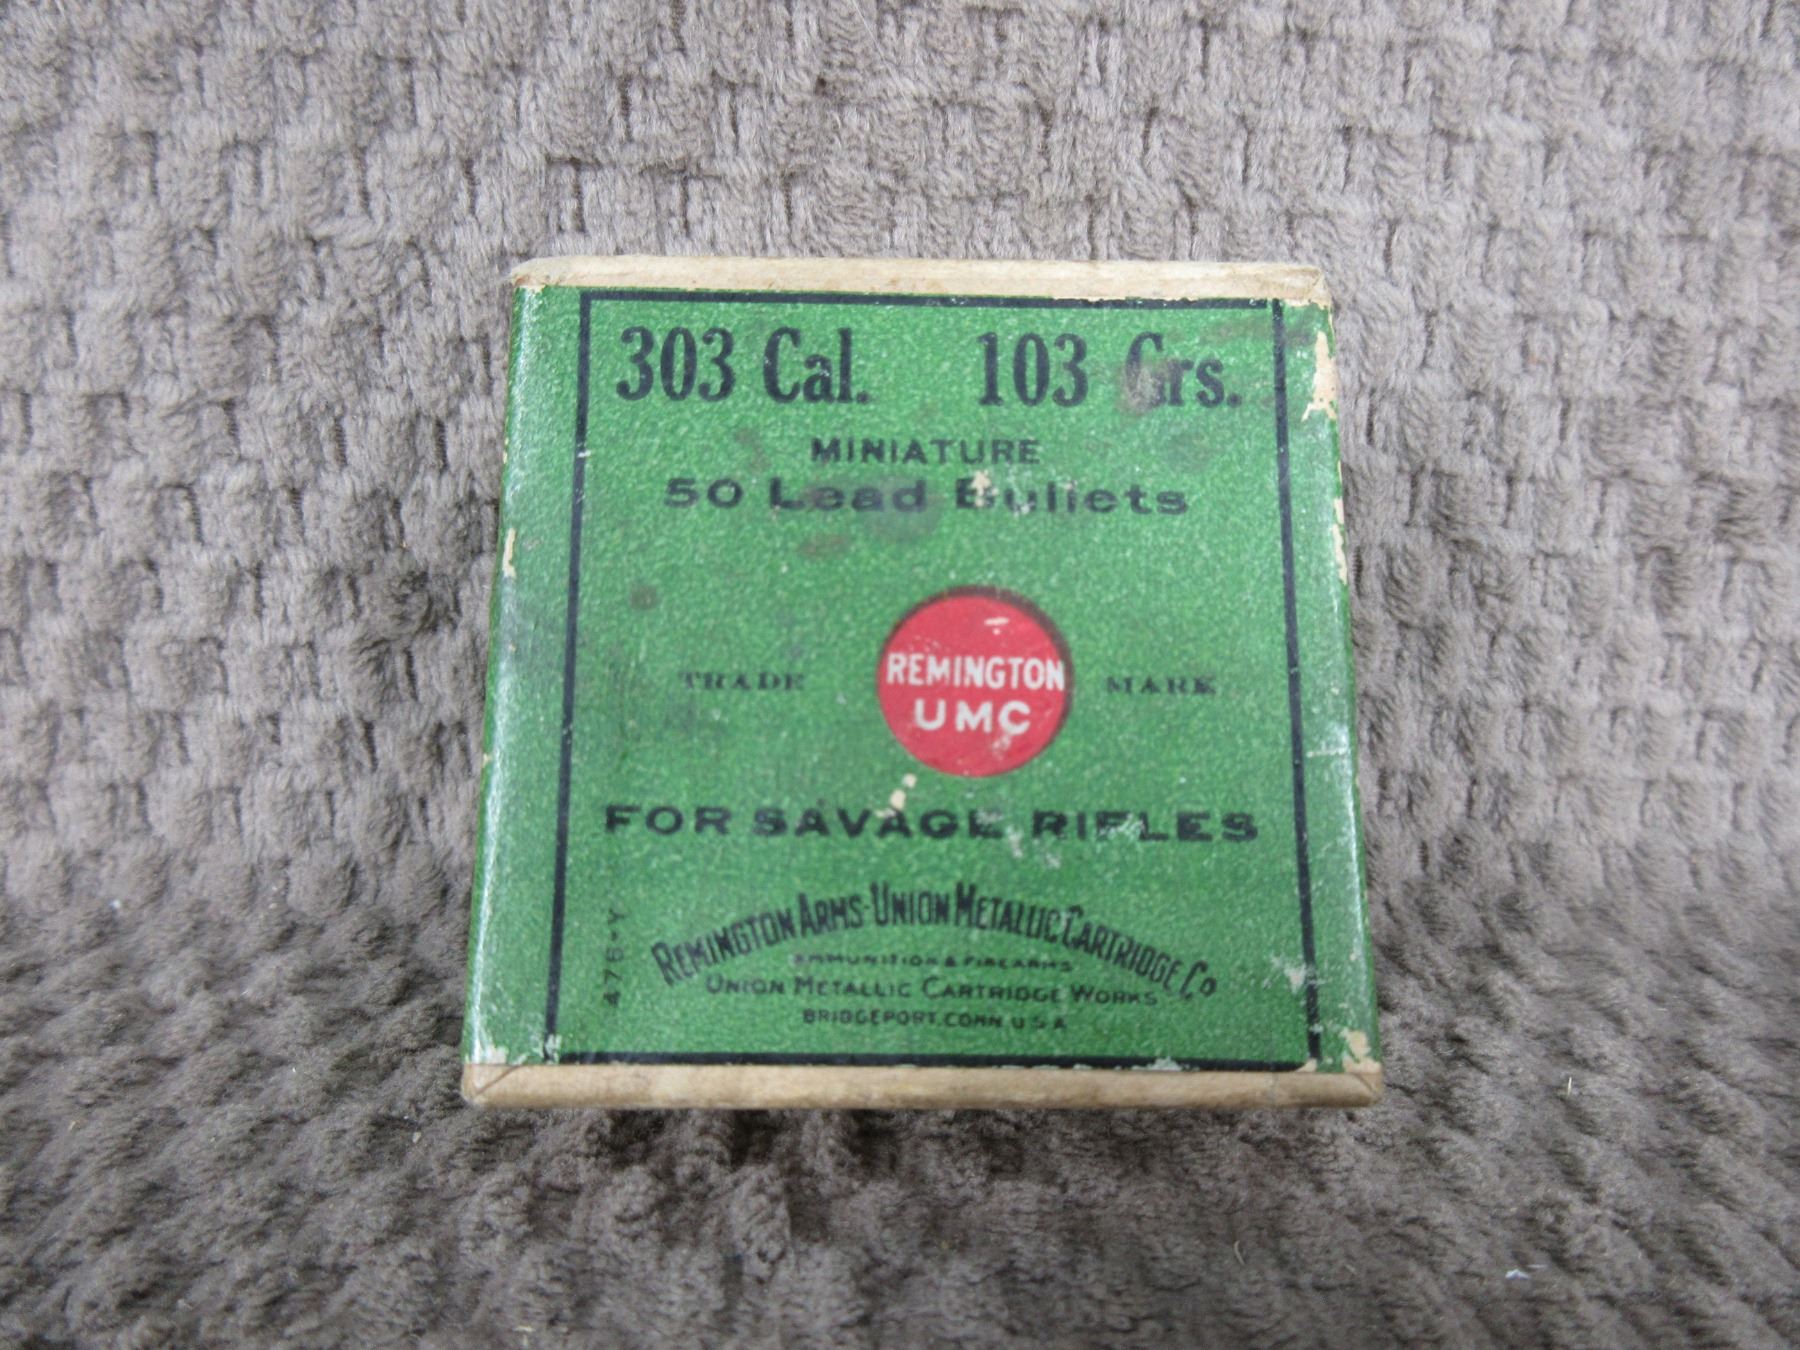 303 Cal. 103 Grs.
MINIATURE
50 Lead Bullets
TRADE REMINGTON UMC MARK
FOR SAVAGE RIFLES
REMINGTON ARMS-UNION METALLIC CARTRIDGE CO
AMMUNITION & FIREARMS
UNION METALLIC CARTRIDGE WORKS
BRIDGEPORT, CONN. U S A
476-Y